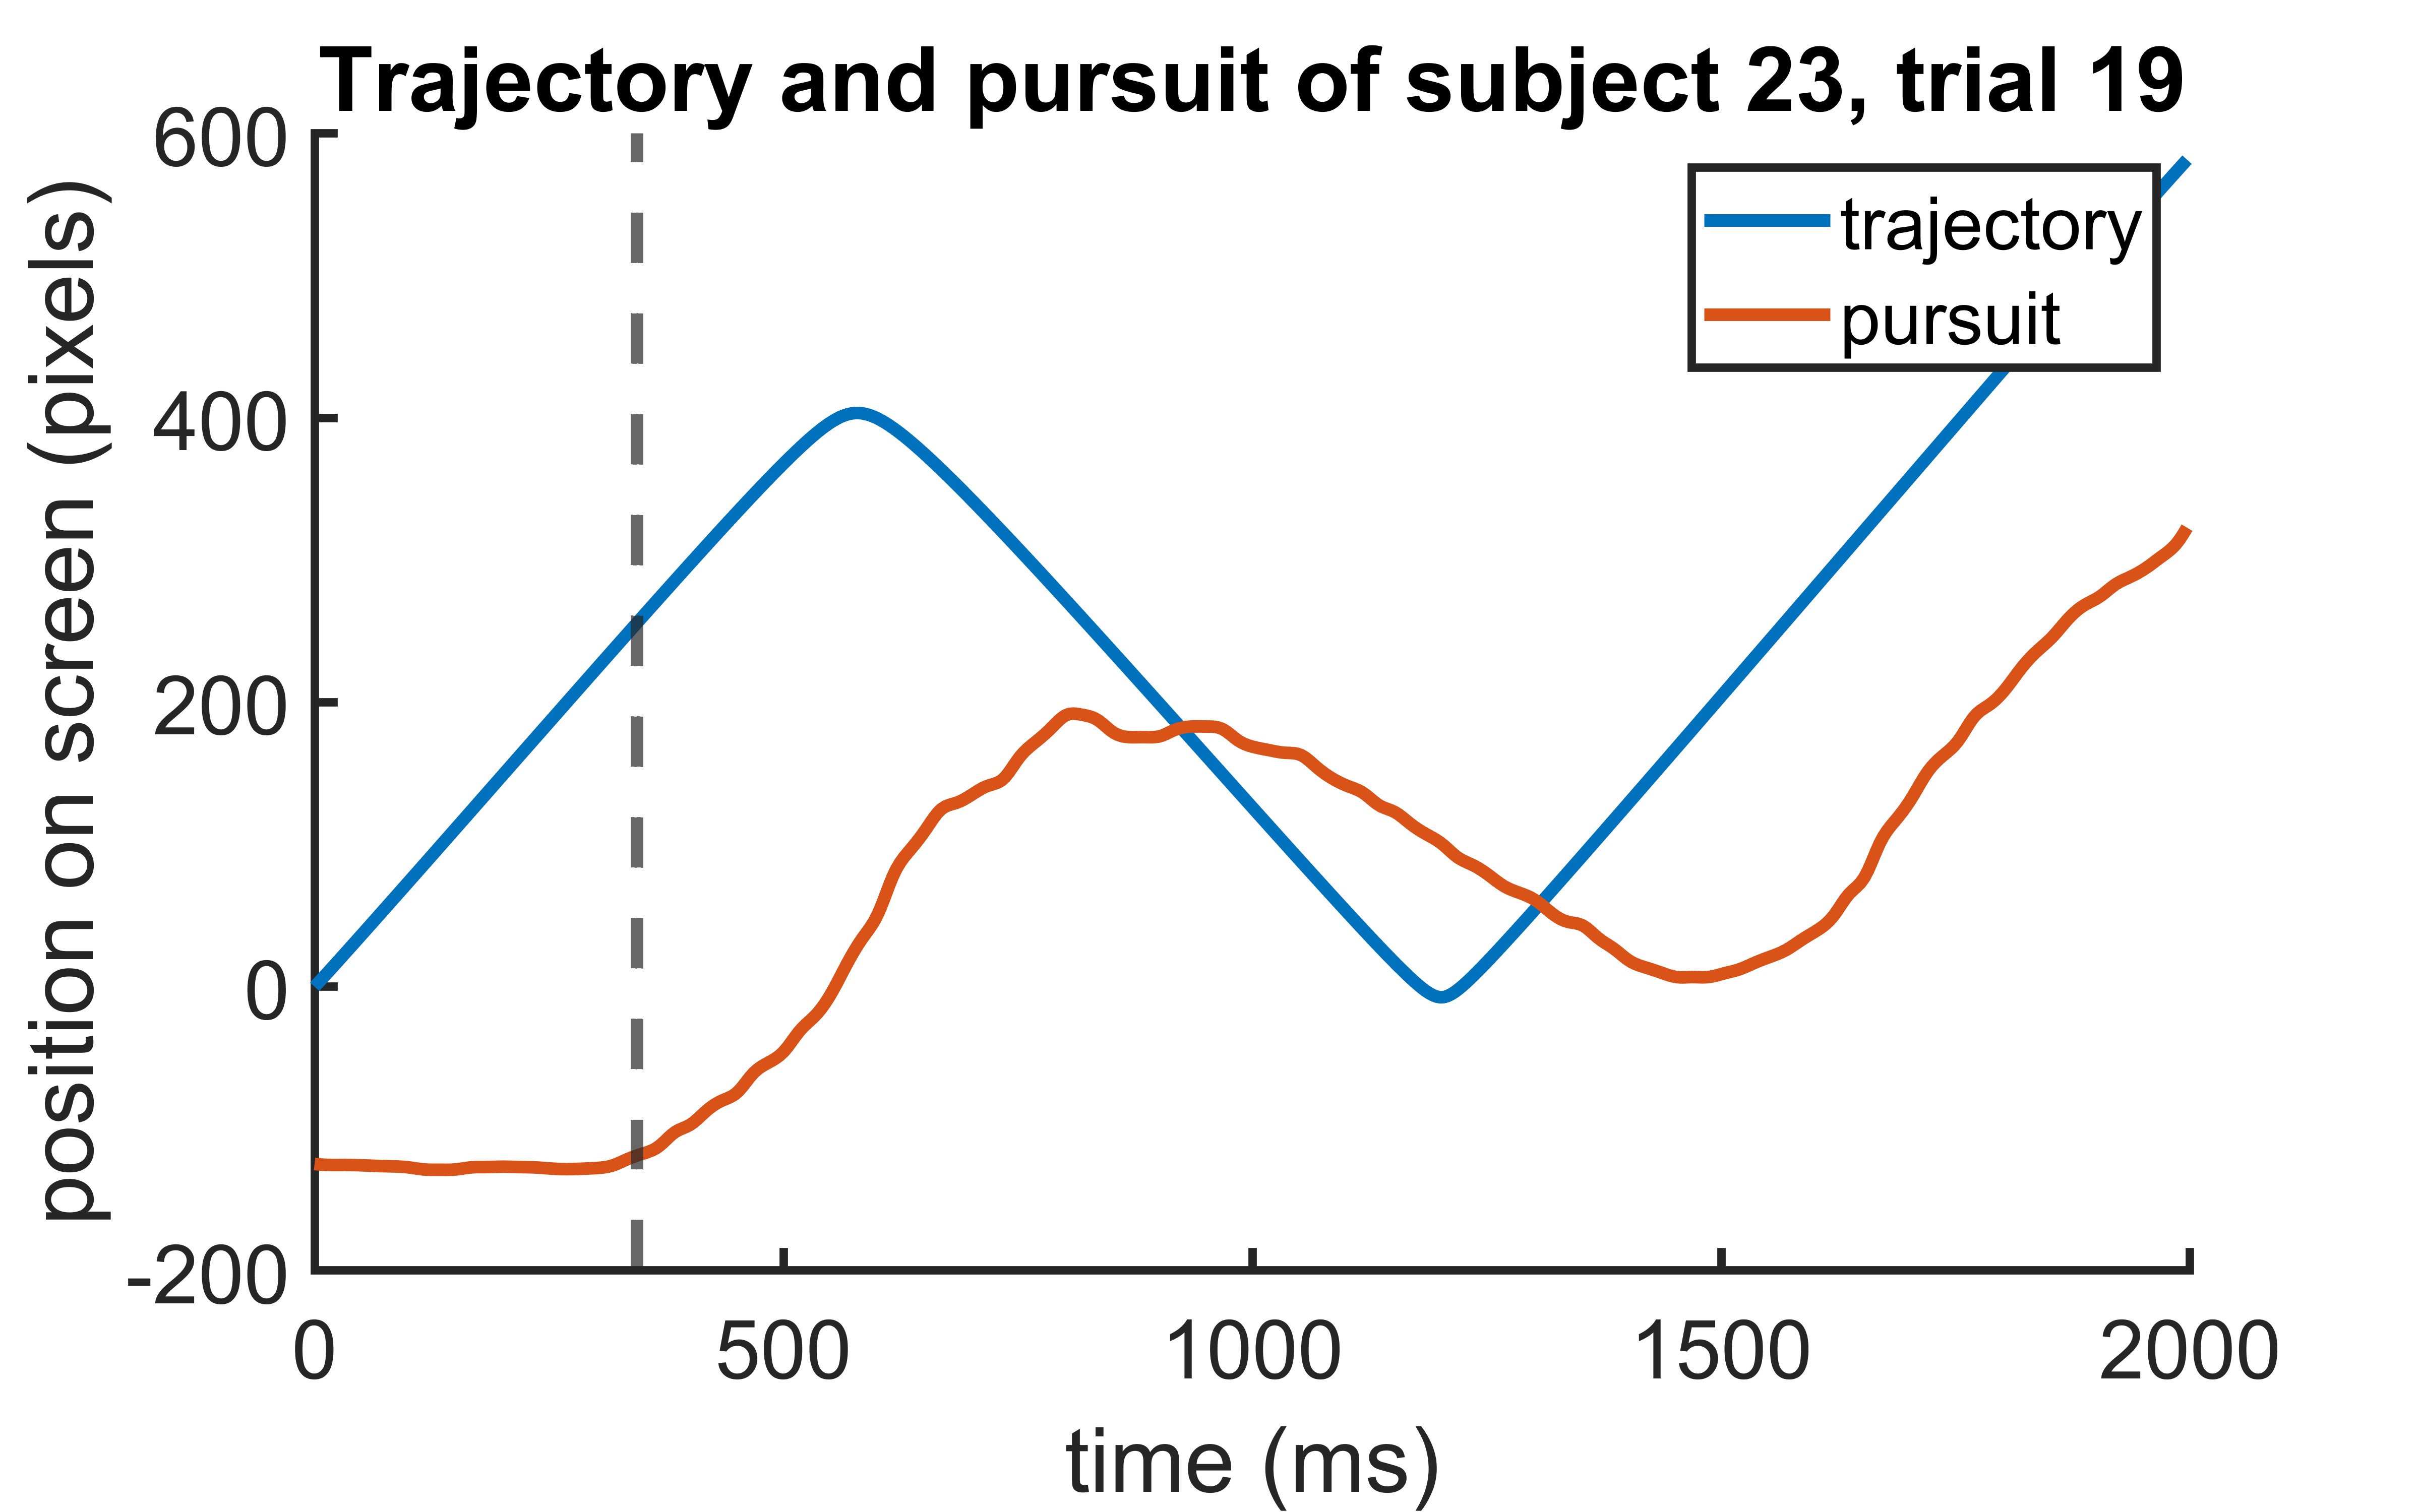 Trajectory and pursuit of subject 23, trial 19
position on screen (pixels)
600
400
200
0
-200
trajectory
pursuit
0 500 1000 1500 2000
time (ms)